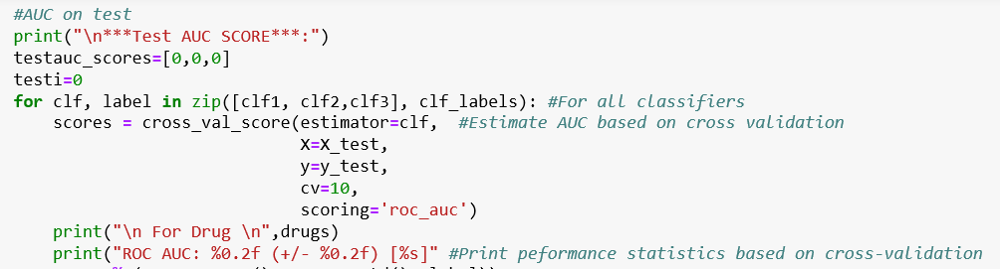 #AUC on test
print("\n***Test AUC SCORE***:")
testauc_scores=[0,0,0]
testi=0
for clf, label in zip([clf1, clf2,clf3], clf_labels): #For all classifiers
    scores = cross_val_score(estimator=clf,  #Estimate AUC based on cross validation
                             X=X_test,
                             y=y_test,
                             cv=10,
                             scoring='roc_auc')
    print("\n For Drug \n",drugs)
    print("ROC AUC: %0.2f (+/- %0.2f) [%s]" #Print peformance statistics based on cross-validation